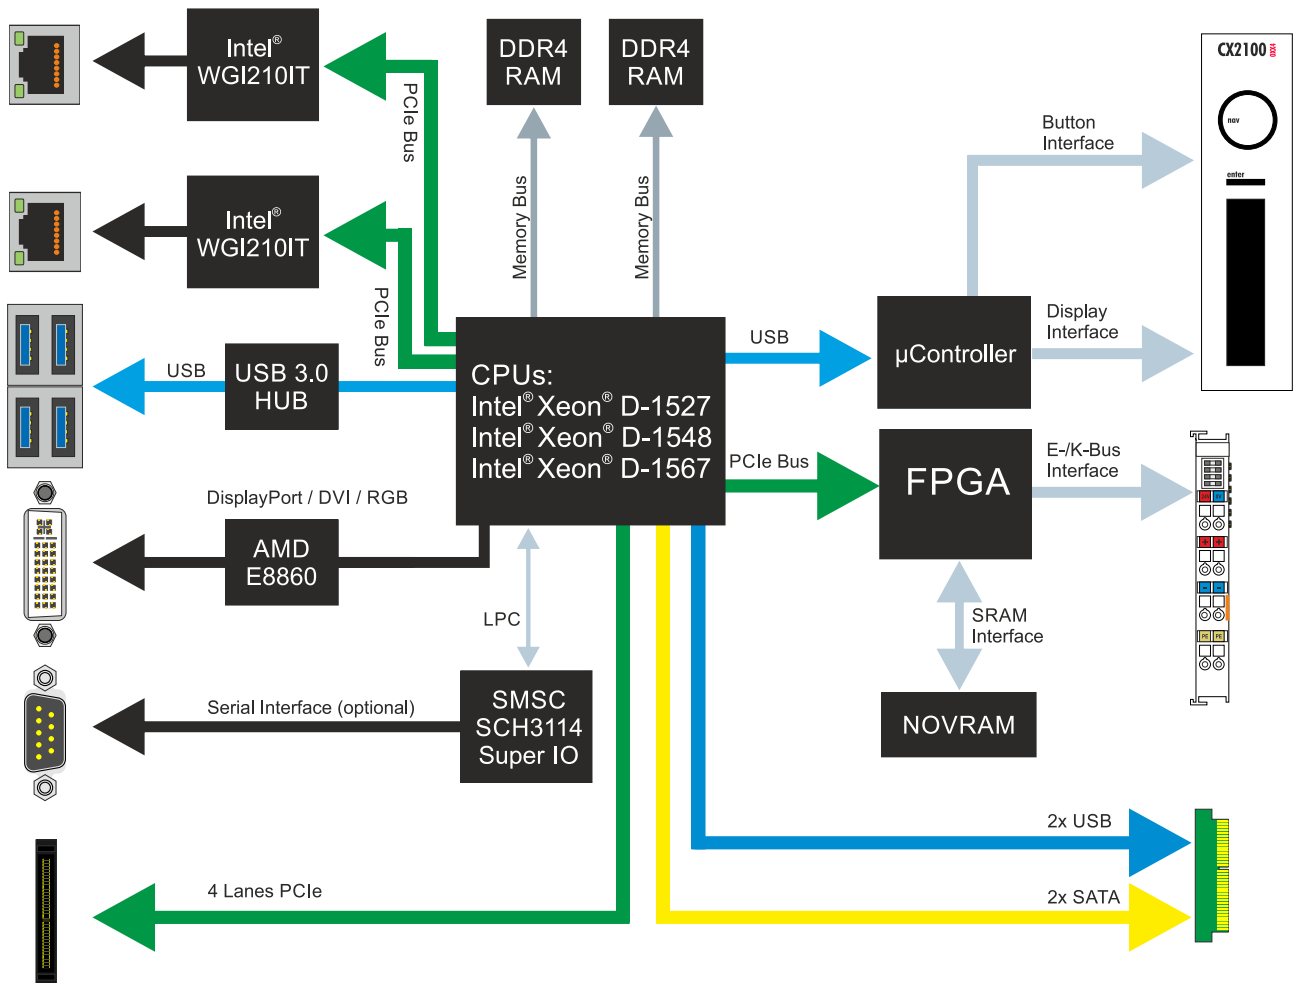 Intel®
WGI210IT
PCIe Bus
DDR4
RAM
DDR4
RAM
CX2100
nav
enter
Button
Interface
Intel®
WGI210IT
PCIe Bus
Memory Bus
Memory Bus
USB
USB 3.0
HUB
CPUs:
Intel® Xeon® D-1527
Intel® Xeon® D-1548
Intel® Xeon® D-1567
USB
µController
Display
Interface
PCIe Bus
FPGA
E-/K-Bus
Interface
DisplayPort / DVI / RGB
AMD
E8860
LPC
SRAM
Interface
PE PE
Serial Interface (optional)
SMSC
SCH3114
Super IO
NOVRAM
2x USB
4 Lanes PCIe
2x SATA